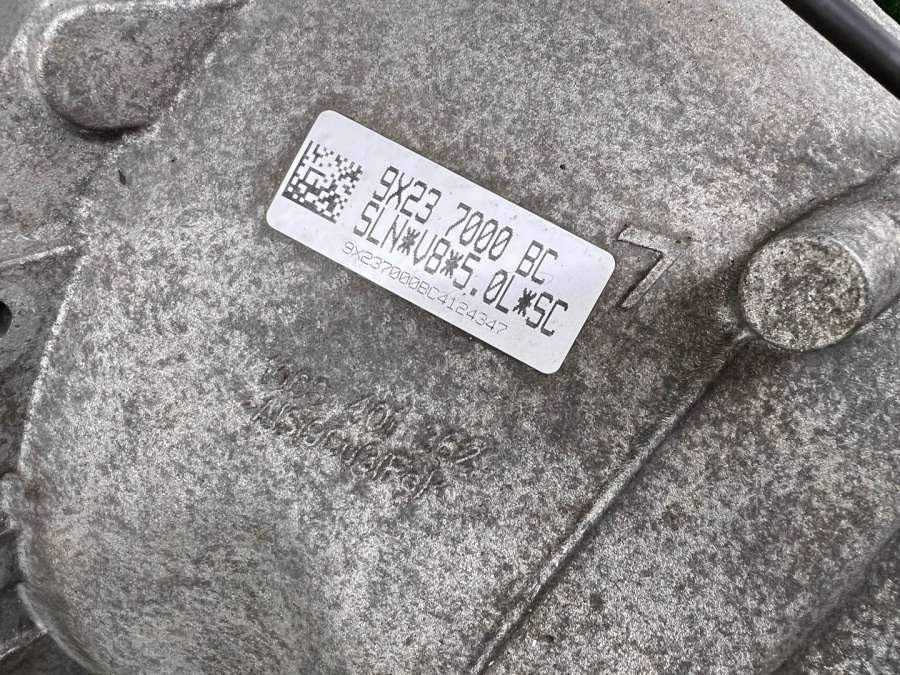 9X23 7000 BC
SLN*V8*5.0L*SC
9X237000BC4124347
7